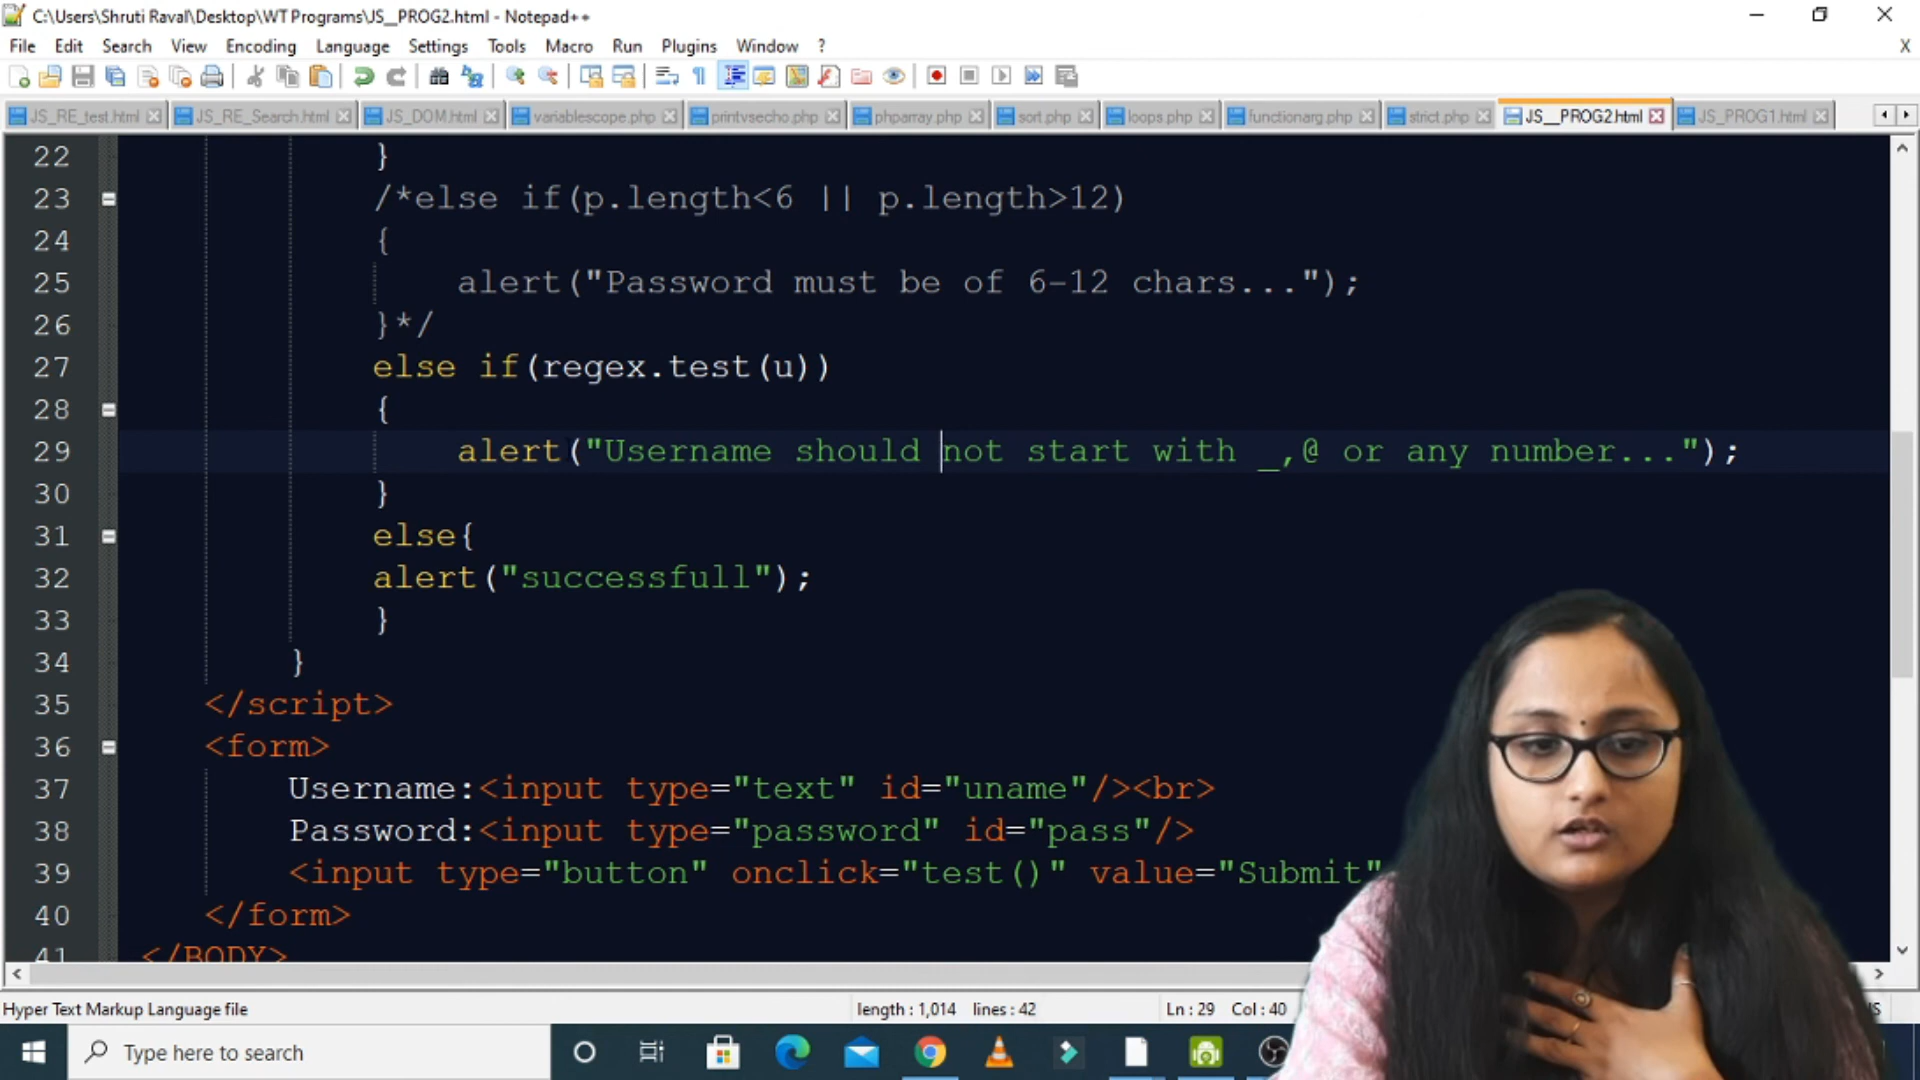 C:\Users\Shruti Raval\Desktop\WT Programs\JS__PROG2.html - Notepad++
File Edit Search View Encoding Language Settings Tools Macro Run Plugins Window ? X
JS_RE_test.html JS_RE_Search.html JS_DOM.html variablescope.php printvsecho.php phparray.php sort.php loops.php functionarg.php strict.php JS__PROG2.html JS_PROG1.html
22 }
23 /*else if(p.length<6 || p.length>12)
24 {
25 alert("Password must be of 6-12 chars...");
26 }*/
27 else if(regex.test(u))
28 {
29 alert("Username should not start with _,@ or any number...");
30 }
31 else{
32 alert("successfull");
33 }
34 }
35 </script>
36 <form>
37 Username:<input type="text" id="uname"/><br>
38 Password:<input type="password" id="pass"/>
39 <input type="button" onclick="test()" value="Submit"
40 </form>
41 </BODY>
Hyper Text Markup Language file length : 1,014 lines : 42 Ln : 29 Col : 40
Type here to search